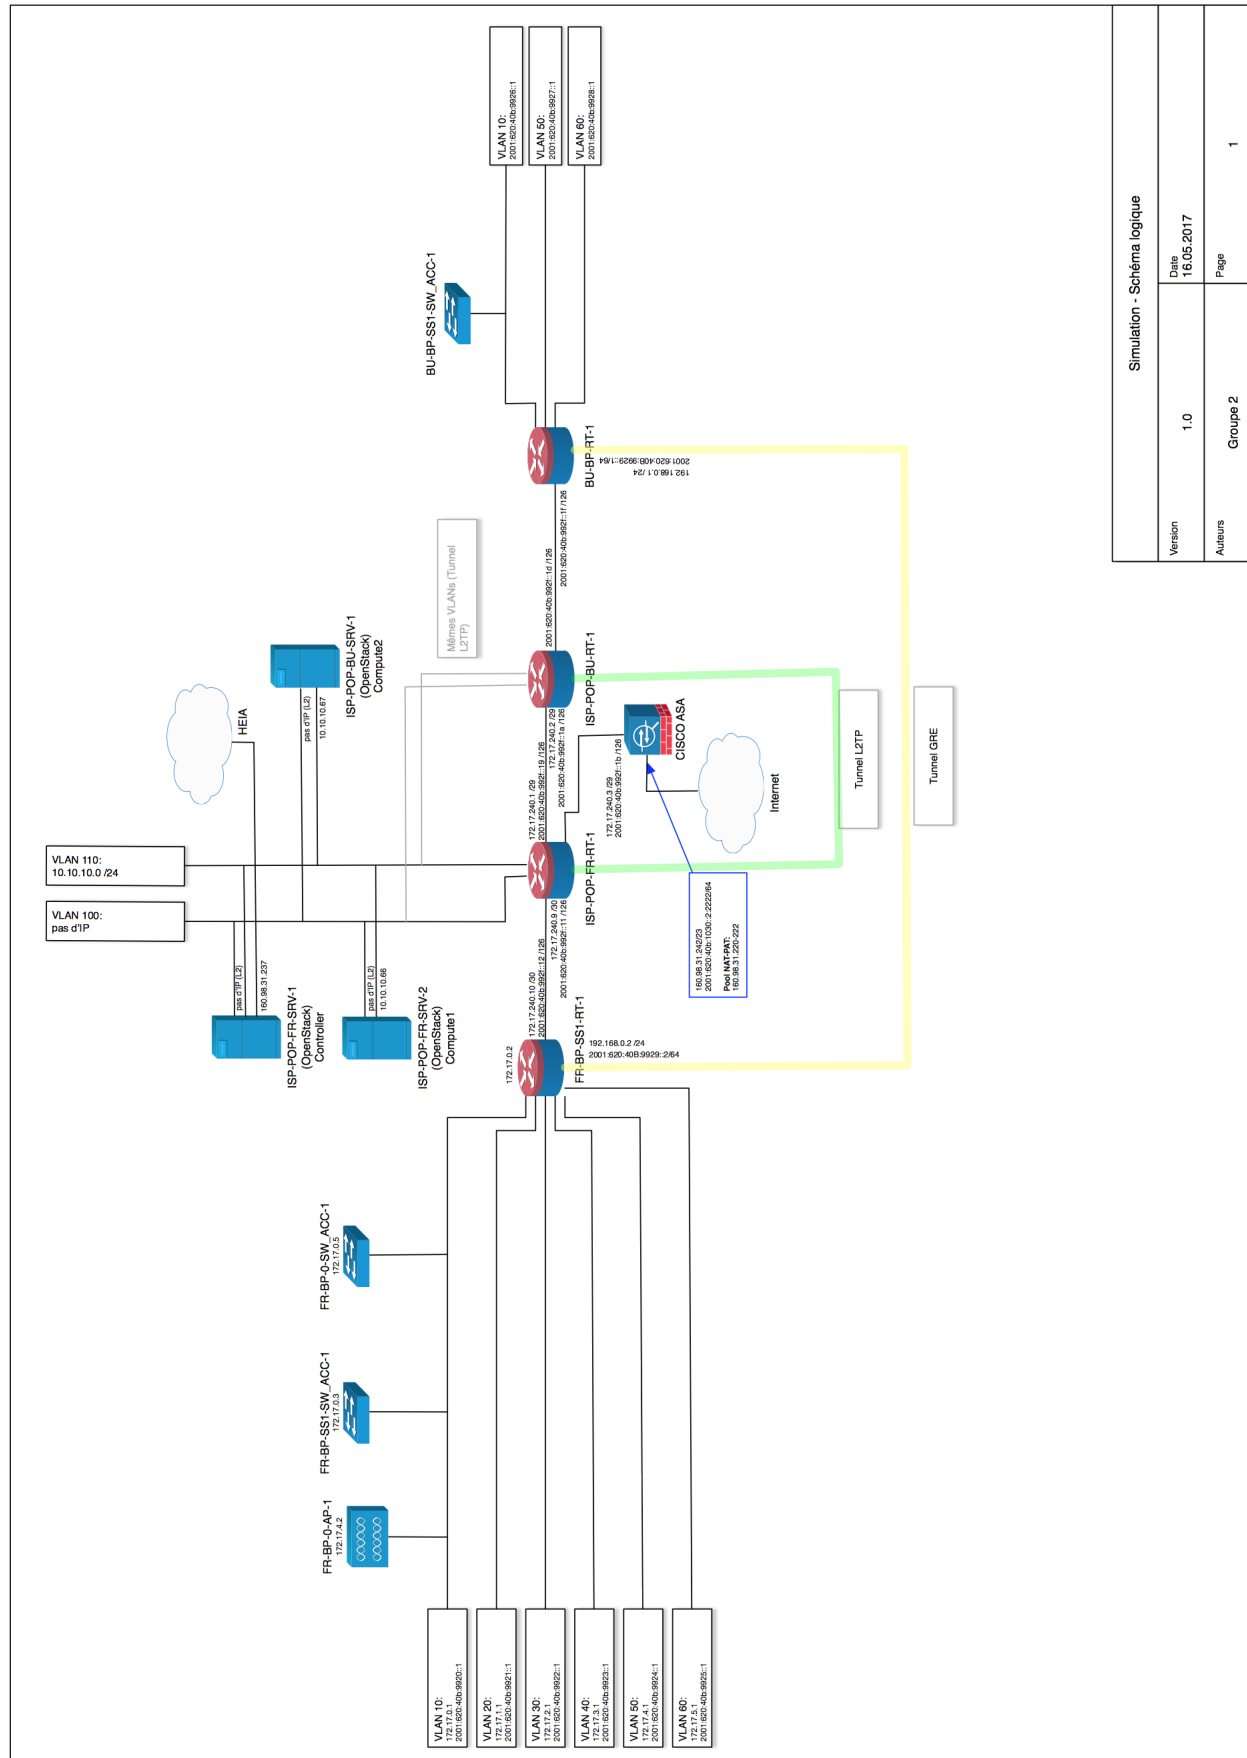 VLAN 110:
10.10.10.0 /24
VLAN 100:
pas d'IP
HEIA
ISP-POP-FR-SRV-1
(OpenStack)
Controller
pas d'IP (L2)
160.98.31.237
ISP-POP-FR-SRV-2
(OpenStack)
Compute1
pas d'IP (L2)
10.10.10.66
ISP-POP-BU-SRV-1
(OpenStack)
Compute2
pas d'IP (L2)
10.10.10.67
Mêmes VLANs (Tunnel
L2TP)
FR-BP-0-AP-1
172.17.4.2
FR-BP-SS1-SW_ACC-1
172.17.0.3
FR-BP-0-SW_ACC-1
172.17.0.5
BU-BP-SS1-SW_ACC-1
VLAN 10:
172.17.0.1
2001:620:40b:9920::1
VLAN 20:
172.17.1.1
2001:620:40b:9921::1
VLAN 30:
172.17.2.1
2001:620:40b:9922::1
VLAN 40:
172.17.3.1
2001:620:40b:9923::1
VLAN 50:
172.17.4.1
2001:620:40b:9924::1
VLAN 60:
172.17.5.1
2001:620:40b:9925::1
172.17.0.2
FR-BP-SS1-RT-1
192.168.0.2 /24
2001:620:40B:9929::2/64
172.17.240.10 /30
2001:620:40b:992f::12 /126
172.17.240.9 /30
2001:620:40b:992f::11 /126
ISP-POP-FR-RT-1
172.17.240.1 /29
2001:620:40b:992f::19 /126
172.17.240.2 /29
2001:620:40b:992f::1a /126
ISP-POP-BU-RT-1
172.17.240.3 /29
2001:620:40b:992f::1b /126
CISCO ASA
Internet
160.98.31.242/23
2001:620:40b:1030::2:2222/64
Pool NAT-PAT:
160.98.31.220-222
2001:620:40b:992f::1d /126
2001:620:40b:992f::1f /126
BU-BP-RT-1
192.168.0.1 /24
2001:620:40B:9929::1/64
VLAN 10:
2001:620:40b:9926::1
VLAN 50:
2001:620:40b:9927::1
VLAN 60:
2001:620:40b:9928::1
Tunnel L2TP
Tunnel GRE
Simulation - Schéma logique
Version
1.0
Date
16.05.2017
Auteurs
Groupe 2
Page
1